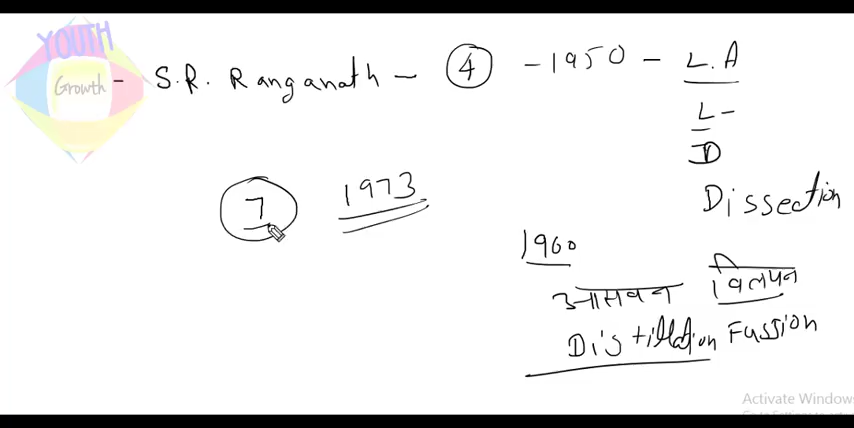 YOUTH
Growth
- S.R. Ranganath - 4 - 1950 - L.A
L -
D
Dissection
7 1973
1960
आसवन विलयन
Distillation Fussion
Activate Windows